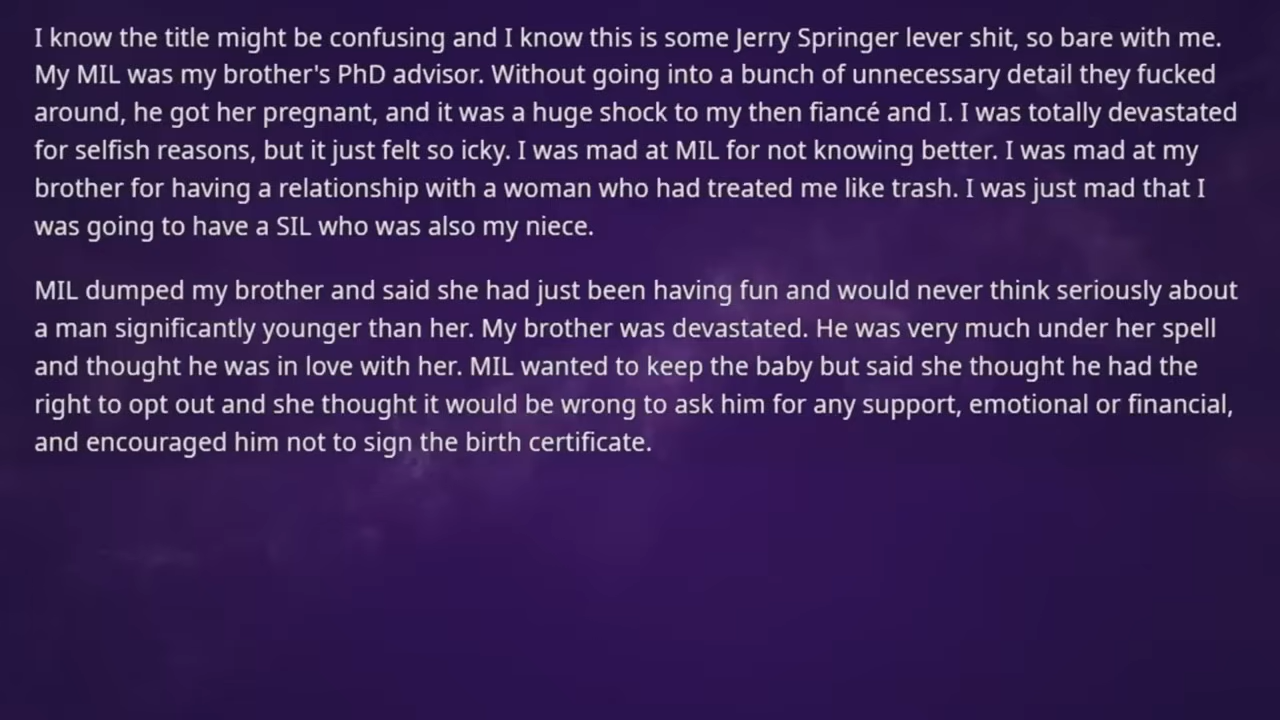 I know the title might be confusing and I know this is some Jerry Springer lever shit, so bare with me.
My MIL was my brother's PhD advisor. Without going into a bunch of unnecessary detail they fucked
around, he got her pregnant, and it was a huge shock to my then fiancé and I. I was totally devastated
for selfish reasons, but it just felt so icky. I was mad at MIL for not knowing better. I was mad at my
brother for having a relationship with a woman who had treated me like trash. I was just mad that I
was going to have a SIL who was also my niece.
MIL dumped my brother and said she had just been having fun and would never think seriously about
a man significantly younger than her. My brother was devastated. He was very much under her spell
and thought he was in love with her. MIL wanted to keep the baby but said she thought he had the
right to opt out and she thought it would be wrong to ask him for any support, emotional or financial,
and encouraged him not to sign the birth certificate.